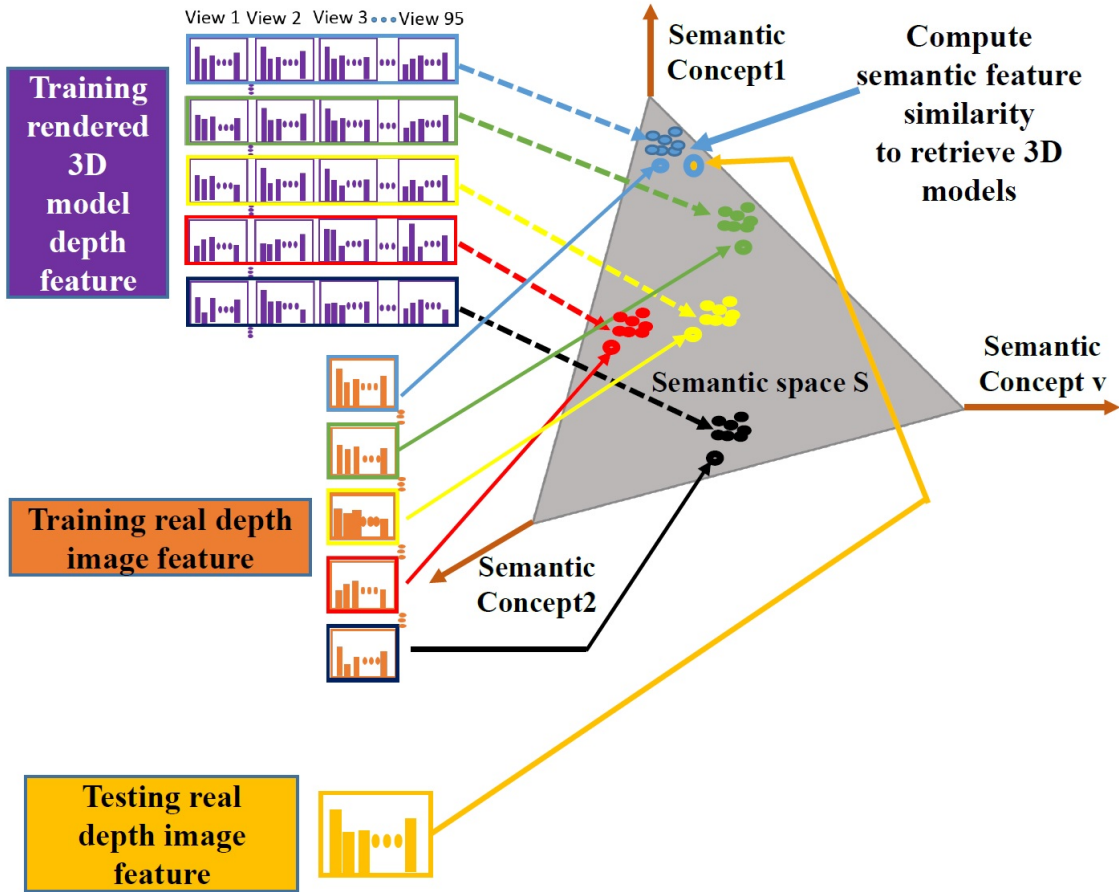 View 1 View 2 View 3 View 95
Training
rendered
3D
model
depth
feature
Semantic
Concept1
Compute
semantic feature
similarity
to retrieve 3D
models
Semantic space S
Semantic
Concept v
Training real depth
image feature
Semantic
Concept2
Testing real
depth image
feature